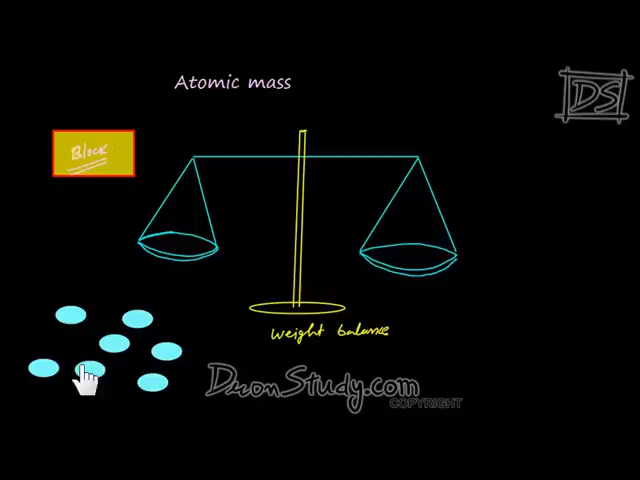 Atomic mass
DS
Block
weight balance
DronStudy.com
COPYRIGHT